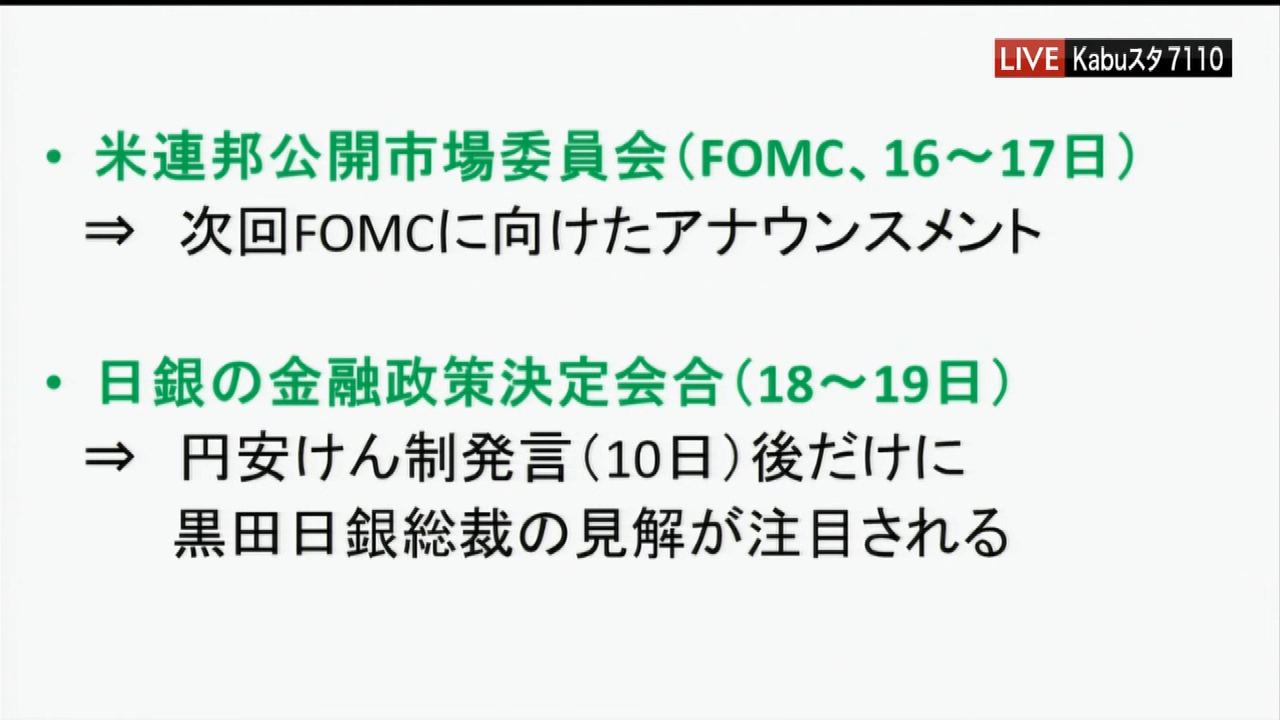 LIVE Kabuスタ7110
• 米連邦公開市場委員会（FOMC、16～17日）
⇒ 次回FOMCに向けたアナウンスメント
• 日銀の金融政策決定会合（18～19日）
⇒ 円安けん制発言（10日）後だけに
黒田日銀総裁の見解が注目される